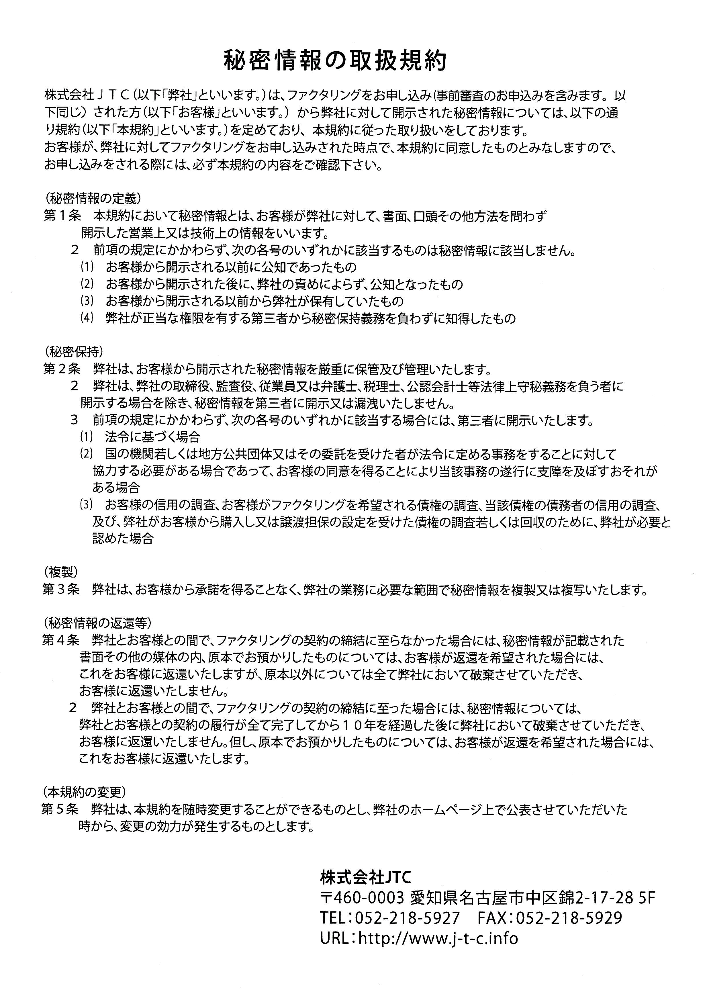 秘密情報の取扱規約
株式会社ＪＴＣ（以下「弊社」といいます。）は、ファクタリングをお申し込み（事前審査のお申込みを含みます。以
下同じ）された方（以下「お客様」といいます。）から弊社に対して開示された秘密情報については、以下の通
り規約（以下「本規約」といいます。）を定めており、本規約に従った取り扱いをしております。
お客様が、弊社に対してファクタリングをお申し込みされた時点で、本規約に同意したものとみなしますので、
お申し込みをされる際には、必ず本規約の内容をご確認下さい。
（秘密情報の定義）
第１条　本規約において秘密情報とは、お客様が弊社に対して、書面、口頭その他方法を問わず
開示した営業上又は技術上の情報をいいます。
２　前項の規定にかかわらず、次の各号のいずれかに該当するものは秘密情報に該当しません。
⑴　お客様から開示される以前に公知であったもの
⑵　お客様から開示された後に、弊社の責めによらず、公知となったもの
⑶　お客様から開示される以前から弊社が保有していたもの
⑷　弊社が正当な権限を有する第三者から秘密保持義務を負わずに知得したもの
（秘密保持）
第２条　弊社は、お客様から開示された秘密情報を厳重に保管及び管理いたします。
２　弊社は、弊社の取締役、監査役、従業員又は弁護士、税理士、公認会計士等法律上守秘義務を負う者に
開示する場合を除き、秘密情報を第三者に開示又は漏洩いたしません。
３　前項の規定にかかわらず、次の各号のいずれかに該当する場合には、第三者に開示いたします。
⑴　法令に基づく場合
⑵　国の機関若しくは地方公共団体又はその委託を受けた者が法令に定める事務をすることに対して
協力する必要がある場合であって、お客様の同意を得ることにより当該事務の遂行に支障を及ぼすおそれが
ある場合
⑶　お客様の信用の調査、お客様がファクタリングを希望される債権の調査、当該債権の債務者の信用の調査、
及び、弊社がお客様から購入し又は譲渡担保の設定を受けた債権の調査若しくは回収のために、弊社が必要と
認めた場合
（複製）
第３条　弊社は、お客様から承諾を得ることなく、弊社の業務に必要な範囲で秘密情報を複製又は複写いたします。
（秘密情報の返還等）
第４条　弊社とお客様との間で、ファクタリングの契約の締結に至らなかった場合には、秘密情報が記載された
書面その他の媒体の内、原本でお預かりしたものについては、お客様が返還を希望された場合には、
これをお客様に返還いたしますが、原本以外については全て弊社において破棄させていただき、
お客様に返還いたしません。
２　弊社とお客様との間で、ファクタリングの契約の締結に至った場合には、秘密情報については、
弊社とお客様との契約の履行が全て完了してから１０年を経過した後に弊社において破棄させていただき、
お客様に返還いたしません。但し、原本でお預かりしたものについては、お客様が返還を希望された場合には、
これをお客様に返還いたします。
（本規約の変更）
第５条　弊社は、本規約を随時変更することができるものとし、弊社のホームページ上で公表させていただいた
時から、変更の効力が発生するものとします。
株式会社JTC
〒460-0003 愛知県名古屋市中区錦2-17-28 5F
TEL：052-218-5927　FAX：052-218-5929
URL：http://www.j-t-c.info